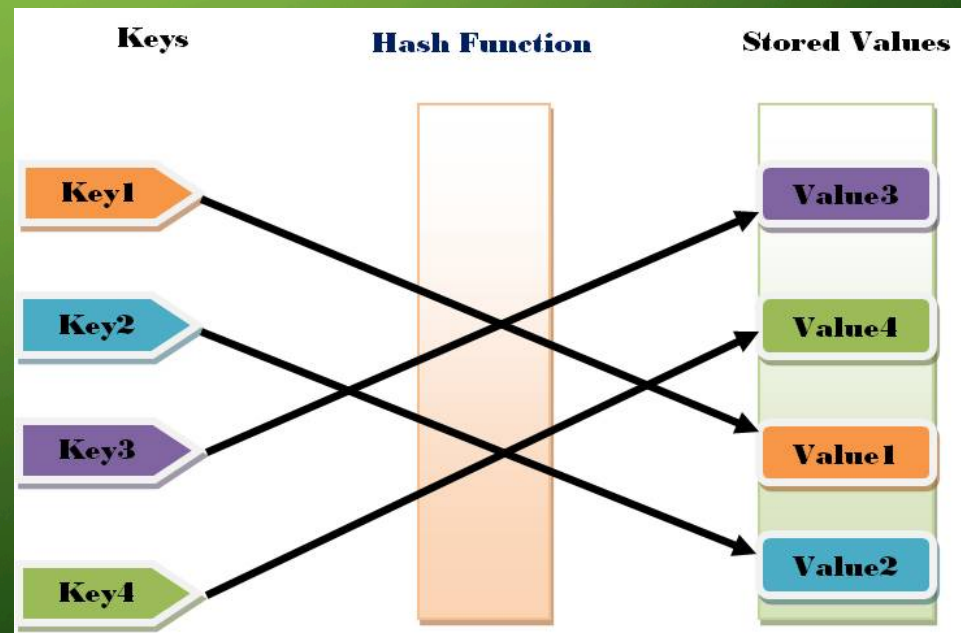 Keys
Hash Function
Stored Values
Key1
Value3
Key2
Value4
Key3
Value1
Key4
Value2